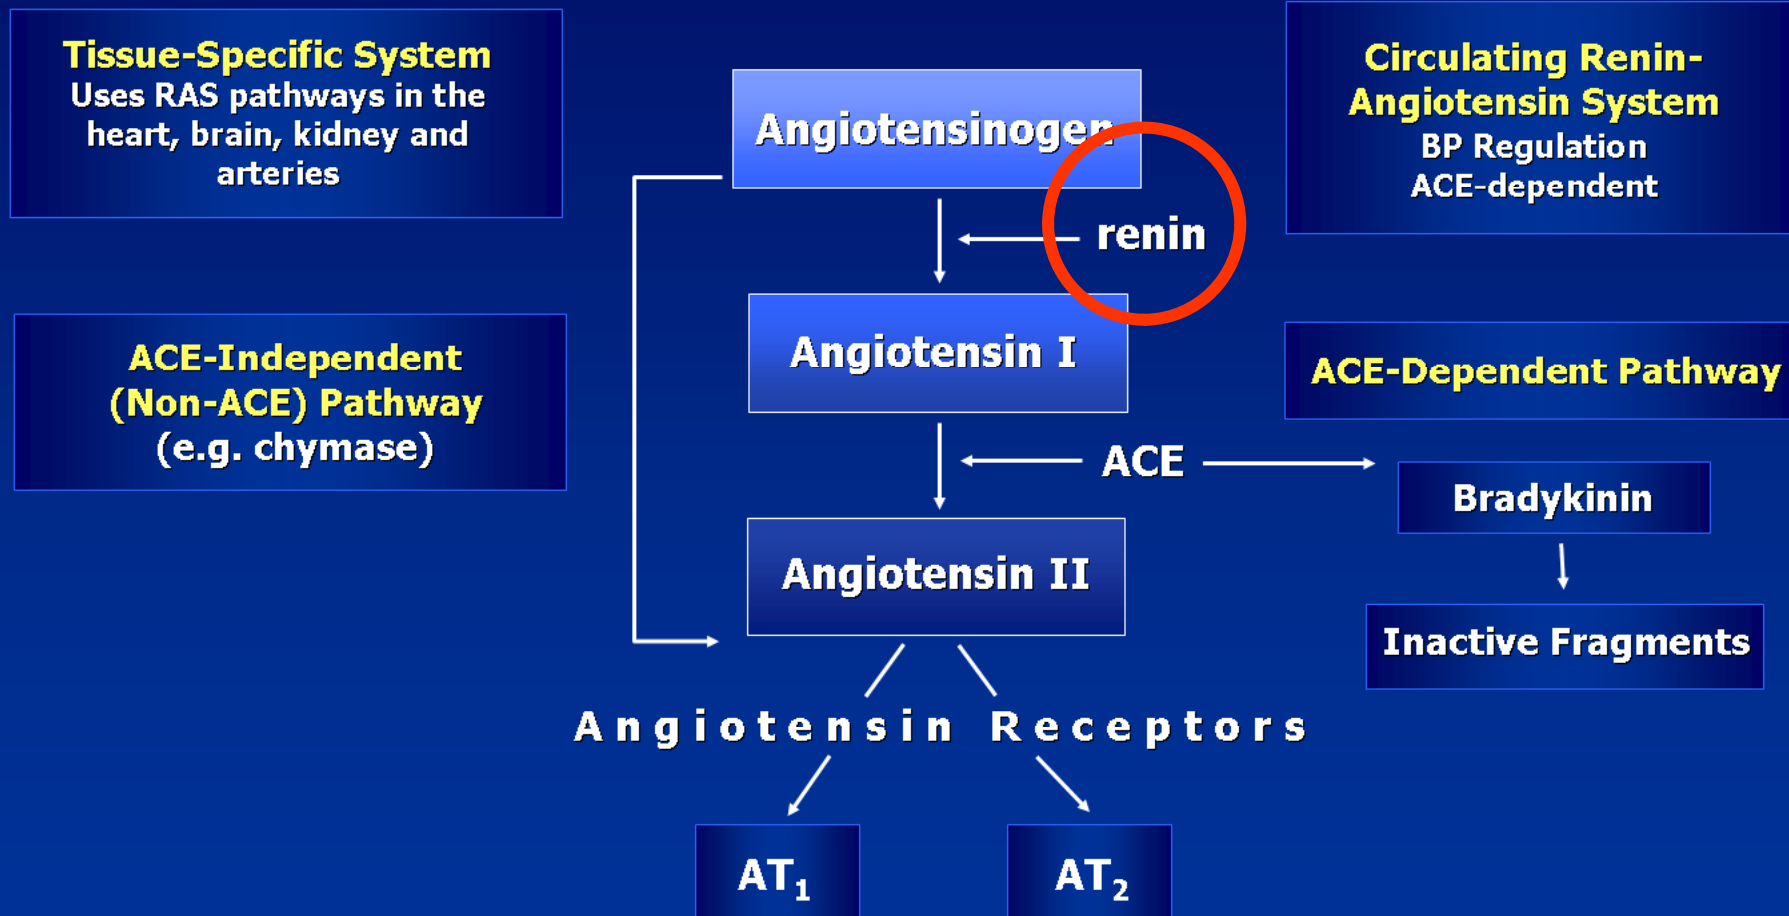 Tissue-Specific System
Uses RAS pathways in the
heart, brain, kidney and
arteries
Circulating Renin-
Angiotensin System
BP Regulation
ACE-dependent
Angiotensinogen
renin
Angiotensin I
ACE-Independent
(Non-ACE) Pathway
(e.g. chymase)
ACE-Dependent Pathway
ACE
Bradykinin
Angiotensin II
Inactive Fragments
Angiotensin Receptors
AT₁
AT₂